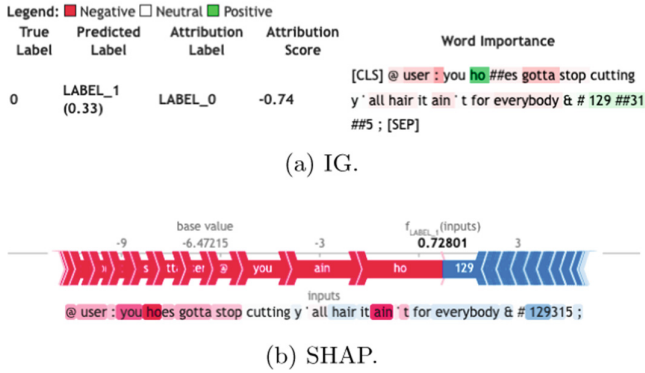 Legend: Negative Neutral Positive
True Label Predicted Label Attribution Label Attribution Score Word Importance
0 LABEL_1 (0.33) LABEL_0 -0.74
[CLS] @ user : you ho ##es gotta stop cutting
y ' all hair it ain ' t for everybody & # 129 ##31
##5 ; [SEP]
(a) IG.
base value f LABEL_1 (inputs)
-9 -6.47215 -3 0.72801 3
s tt @ you ain ho 129
inputs
@ user : you hoes gotta stop cutting y ' all hair it ain ' t for everybody & # 129315 ;
(b) SHAP.